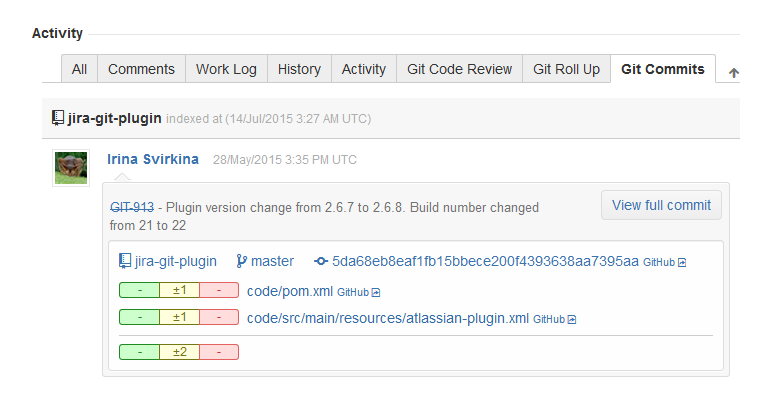 Activity
All Comments Work Log History Activity Git Code Review Git Roll Up Git Commits
jira-git-plugin indexed at (14/Jul/2015 3:27 AM UTC)
Irina Svirkina 28/May/2015 3:35 PM UTC
GIT-913 - Plugin version change from 2.6.7 to 2.6.8. Build number changed
from 21 to 22
View full commit
jira-git-plugin master 5da68eb8eaf1fb15bbece200f4393638aa7395aa GitHub
- ±1 - code/pom.xml GitHub
- ±1 - code/src/main/resources/atlassian-plugin.xml GitHub
- ±2 -